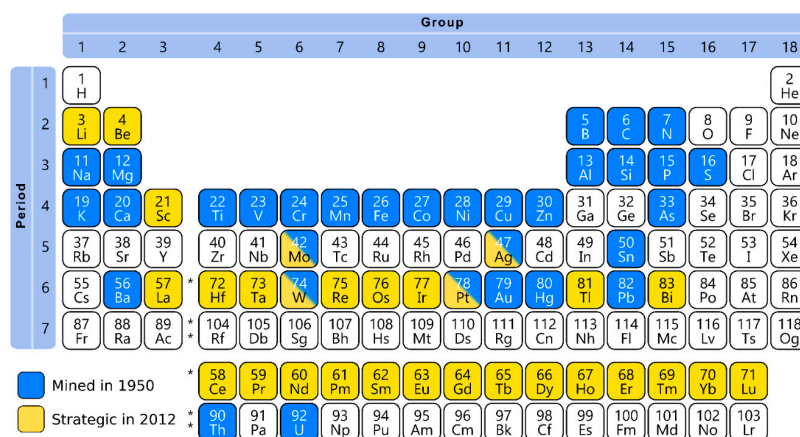 Group
1 2 3 4 5 6 7 8 9 10 11 12 13 14 15 16 17 18
Period
1 1 2
H He
2 3 4 5 6 7 8 9 10
Li Be B C N O F Ne
3 11 12 13 14 15 16 17 18
Na Mg Al Si P S Cl Ar
4 19 20 21 22 23 24 25 26 27 28 29 30 31 32 33 34 35 36
K Ca Sc Ti V Cr Mn Fe Co Ni Cu Zn Ga Ge As Se Br Kr
5 37 38 39 40 41 42 43 44 45 46 47 48 49 50 51 52 53 54
Rb Sr Y Zr Nb Mo Tc Ru Rh Pd Ag Cd In Sn Sb Te I Xe
6 55 56 57 * 72 73 74 75 76 77 78 79 80 81 82 83 84 85 86
Cs Ba La Hf Ta W Re Os Ir Pt Au Hg Tl Pb Bi Po At Rn
7 87 88 89 * 104 105 106 107 108 109 110 111 112 113 114 115 116 117 118
Fr Ra Ac * Rf Db Sg Bh Hs Mt Ds Rg Cn Nh Fl Mc Lv Ts Og
* 58 59 60 61 62 63 64 65 66 67 68 69 70 71
Ce Pr Nd Pm Sm Eu Gd Tb Dy Ho Er Tm Yb Lu
Mined in 1950
* 90 91 92 93 94 95 96 97 98 99 100 101 102 103
* Th Pa U Np Pu Am Cm Bk Cf Es Fm Md No Lr
Strategic in 2012